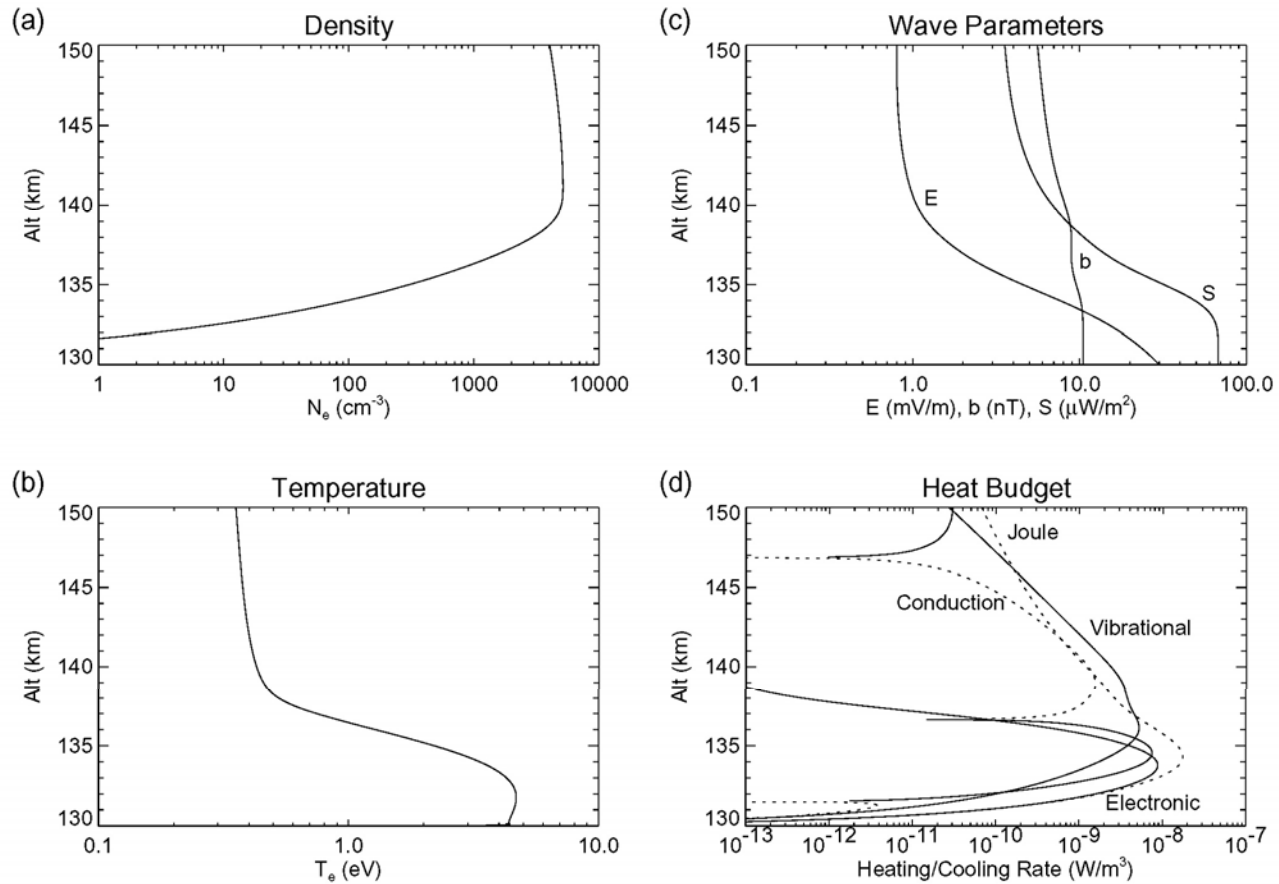 (a)
Density
150
145
140
135
130
Alt (km)
1
10
100
1000
10000
Nₑ (cm⁻³)
(c)
Wave Parameters
150
145
140
135
130
Alt (km)
E
b
S
0.1
1.0
10.0
100.0
E (mV/m), b (nT), S (μW/m²)
(b)
Temperature
150
145
140
135
130
Alt (km)
0.1
1.0
10.0
Tₑ (eV)
(d)
Heat Budget
150
145
140
135
130
Alt (km)
Joule
Conduction
Vibrational
Electronic
10⁻¹³
10⁻¹²
10⁻¹¹
10⁻¹⁰
10⁻⁹
10⁻⁸
10⁻⁷
Heating/Cooling Rate (W/m³)